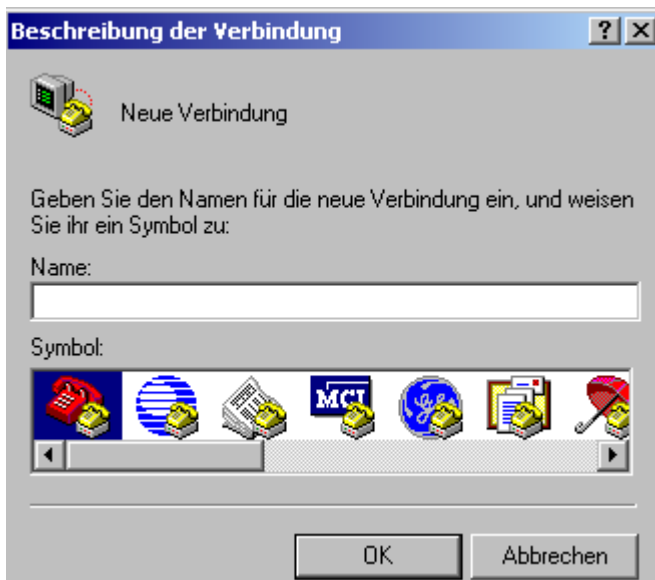 Beschreibung der Verbindung
Neue Verbindung
Geben Sie den Namen für die neue Verbindung ein, und weisen
Sie ihr ein Symbol zu:
Name:
Symbol:
MCI
OK
Abbrechen